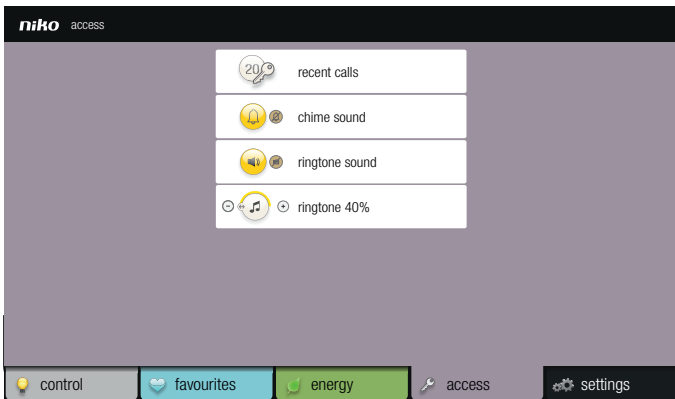 niko access
20
recent calls
chime sound
ringtone sound
ringtone 40%
control
favourites
energy
access
settings